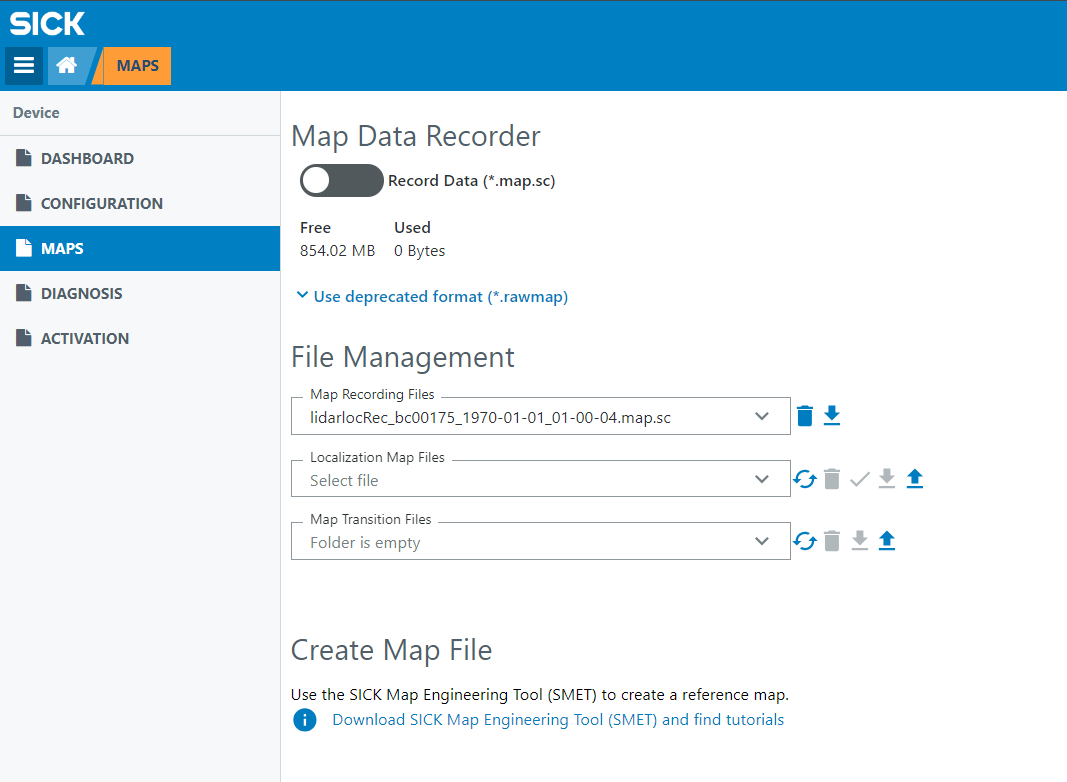 SICK
MAPS
Device
DASHBOARD
CONFIGURATION
MAPS
DIAGNOSIS
ACTIVATION
Map Data Recorder
Record Data (*.map.sc)
Free Used
854.02 MB 0 Bytes
Use deprecated format (*.rawmap)
File Management
Map Recording Files
lidarlocRec_bc00175_1970-01-01_01-00-04.map.sc
Localization Map Files
Select file
Map Transition Files
Folder is empty
Create Map File
Use the SICK Map Engineering Tool (SMET) to create a reference map.
Download SICK Map Engineering Tool (SMET) and find tutorials